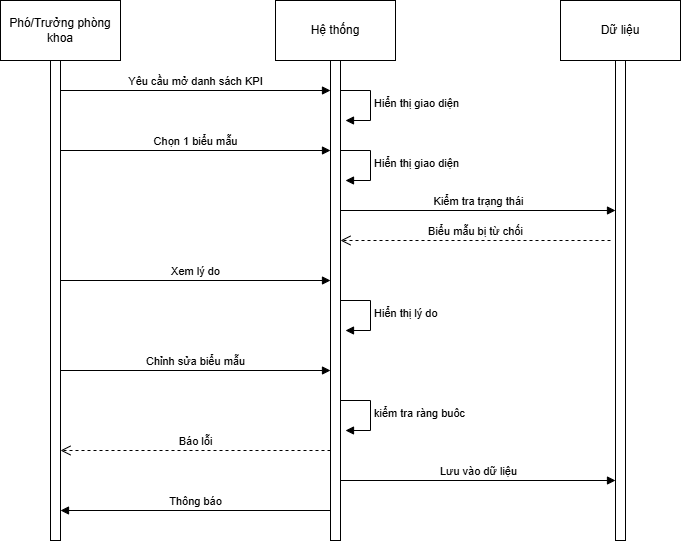 Phó/Trưởng phòng
khoa
Hệ thống
Dữ liệu
Yêu cầu mở danh sách KPI
Hiển thị giao diện
Chọn 1 biểu mẫu
Hiển thị giao diện
Kiểm tra trạng thái
Biểu mẫu bị từ chối
Xem lý do
Hiển thị lý do
Chỉnh sửa biểu mẫu
kiểm tra ràng buôc
Báo lỗi
Lưu vào dữ liệu
Thông báo